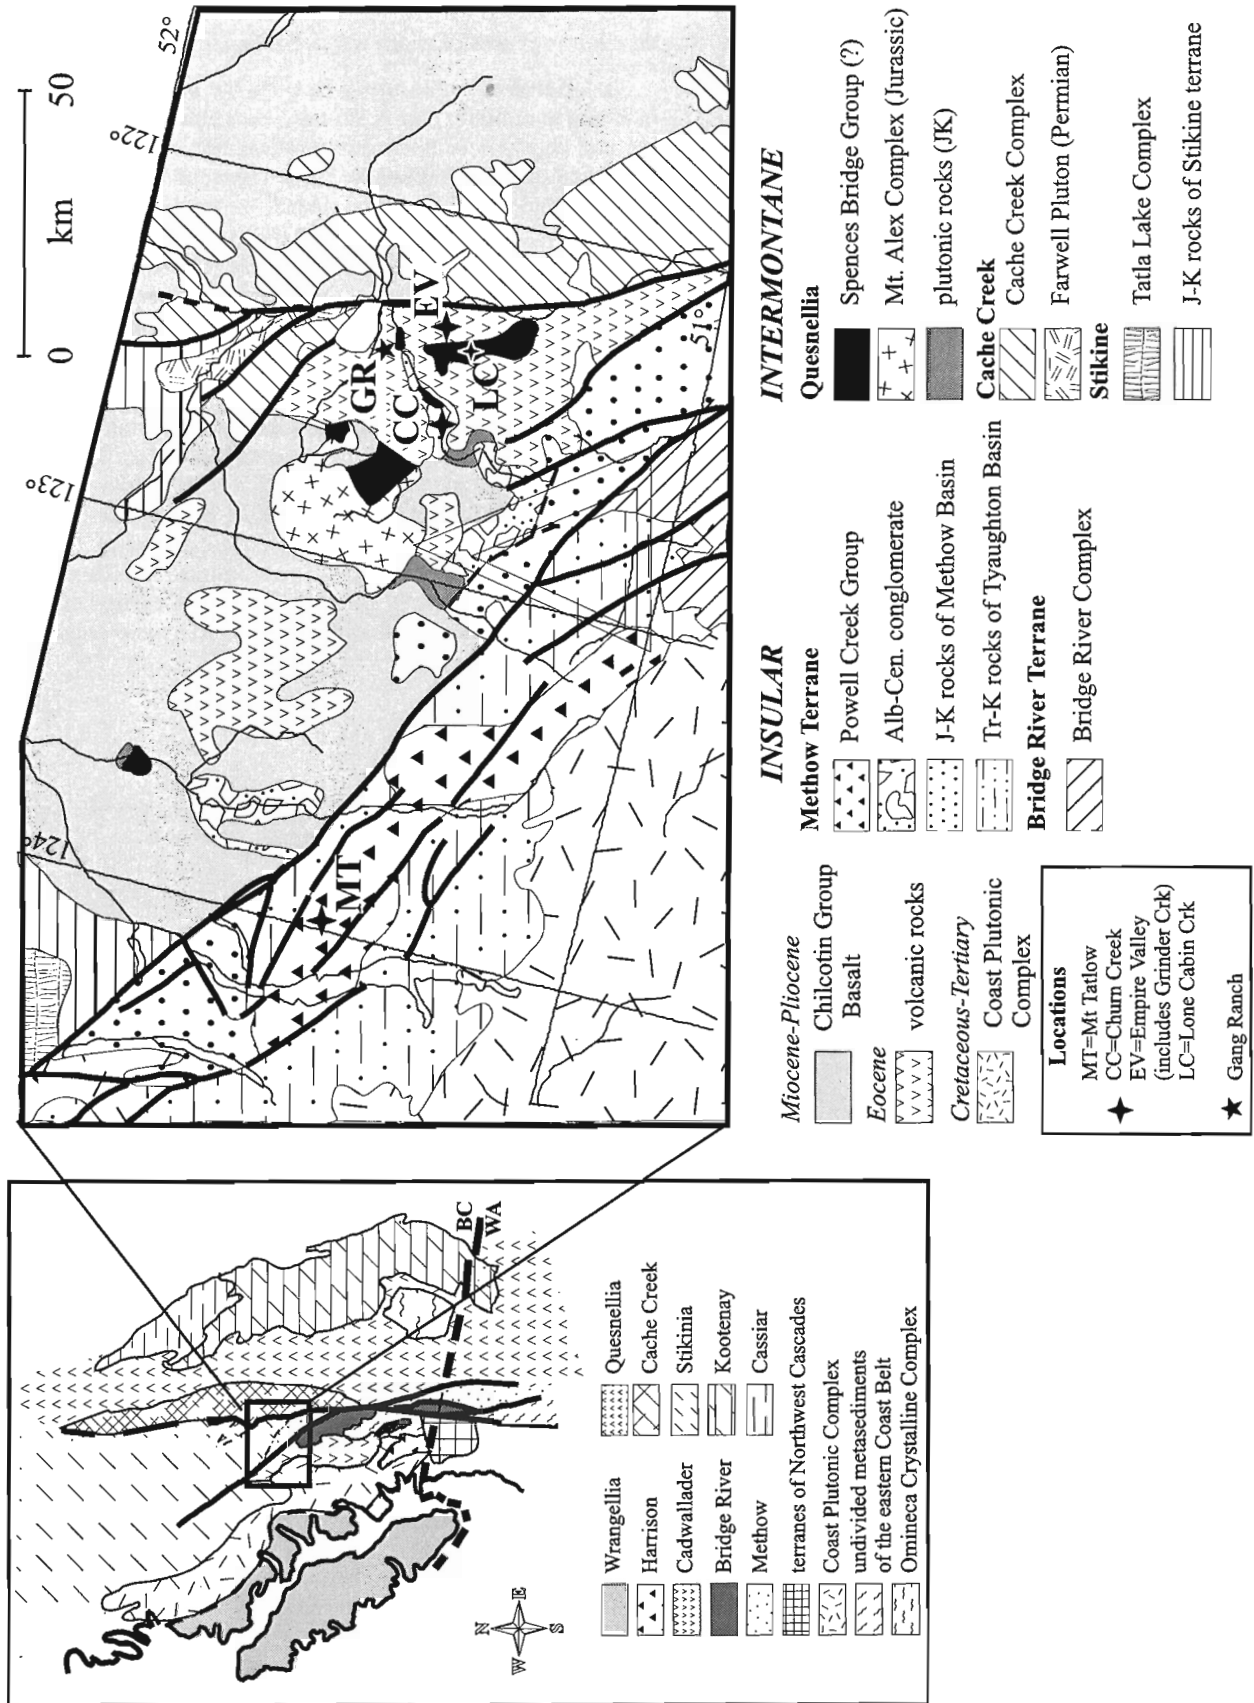 52°
122°
123°
124°
51°
0
km
50
GR
EV
CC
LC
MT
BC
WA
N
E
S
W
Wrangellia
Harrison
Cadwallader
Bridge River
Methow
terranes of Northwest Cascades
Coast Plutonic Complex
undivided metasediments
of the eastern Coast Belt
Omineca Crystalline Complex
Quesnellia
Cache Creek
Stikinia
Kootenay
Cassiar
Miocene-Pliocene
Chilcotin Group
Basalt
Eocene
volcanic rocks
Cretaceous-Tertiary
Coast Plutonic
Complex
Locations
MT=Mt Tatlow
CC=Churn Creek
EV=Empire Valley
(includes Grinder Crk)
LC=Lone Cabin Crk
Gang Ranch
INSULAR
Methow Terrane
Powell Creek Group
Alb-Cen. conglomerate
J-K rocks of Methow Basin
Tr-K rocks of Tyaughton Basin
Bridge River Terrane
Bridge River Complex
INTERMONTANE
Quesnellia
Spences Bridge Group (?)
Mt. Alex Complex (Jurassic)
plutonic rocks (JK)
Cache Creek
Cache Creek Complex
Farwell Pluton (Permian)
Stikine
Tatla Lake Complex
J-K rocks of Stikine terrane